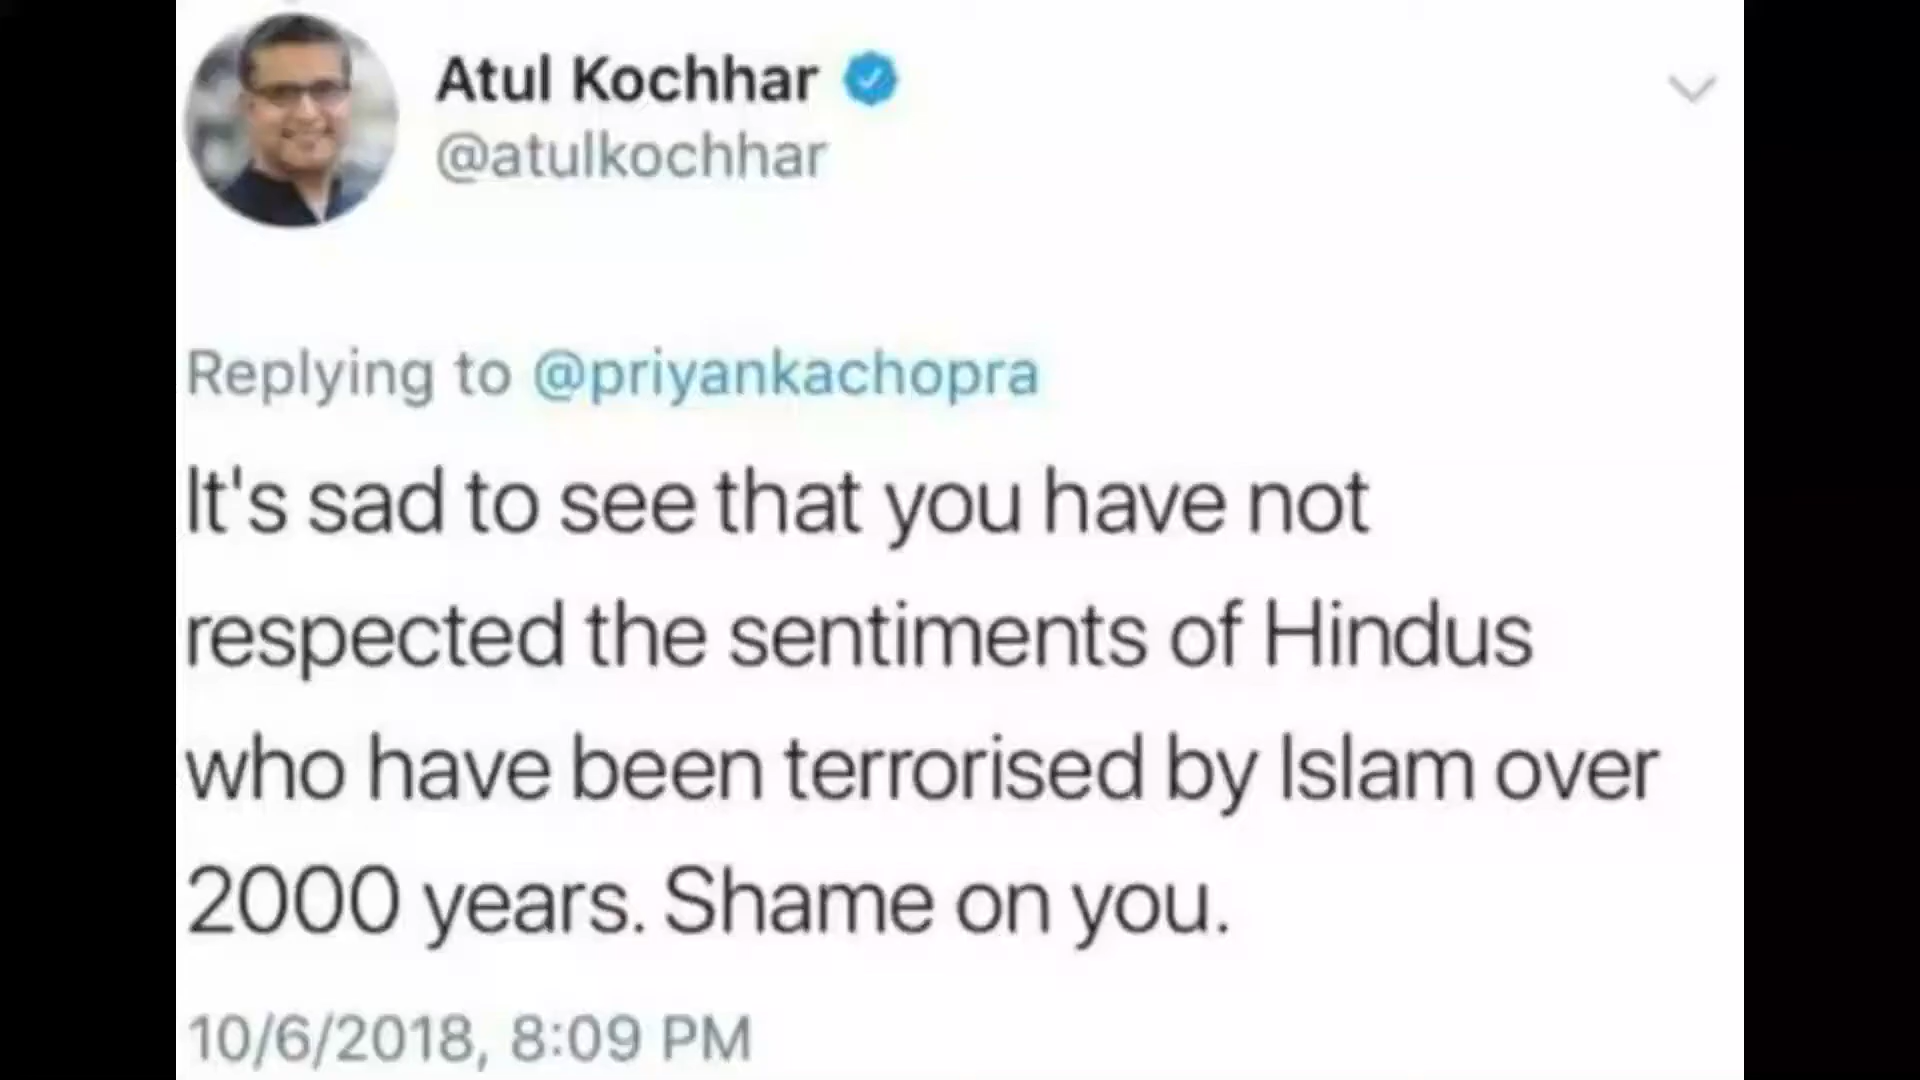 Atul Kochhar
@atulkochhar
Replying to @priyankachopra
It's sad to see that you have not
respected the sentiments of Hindus
who have been terrorised by Islam over
2000 years. Shame on you.
10/6/2018, 8:09 PM